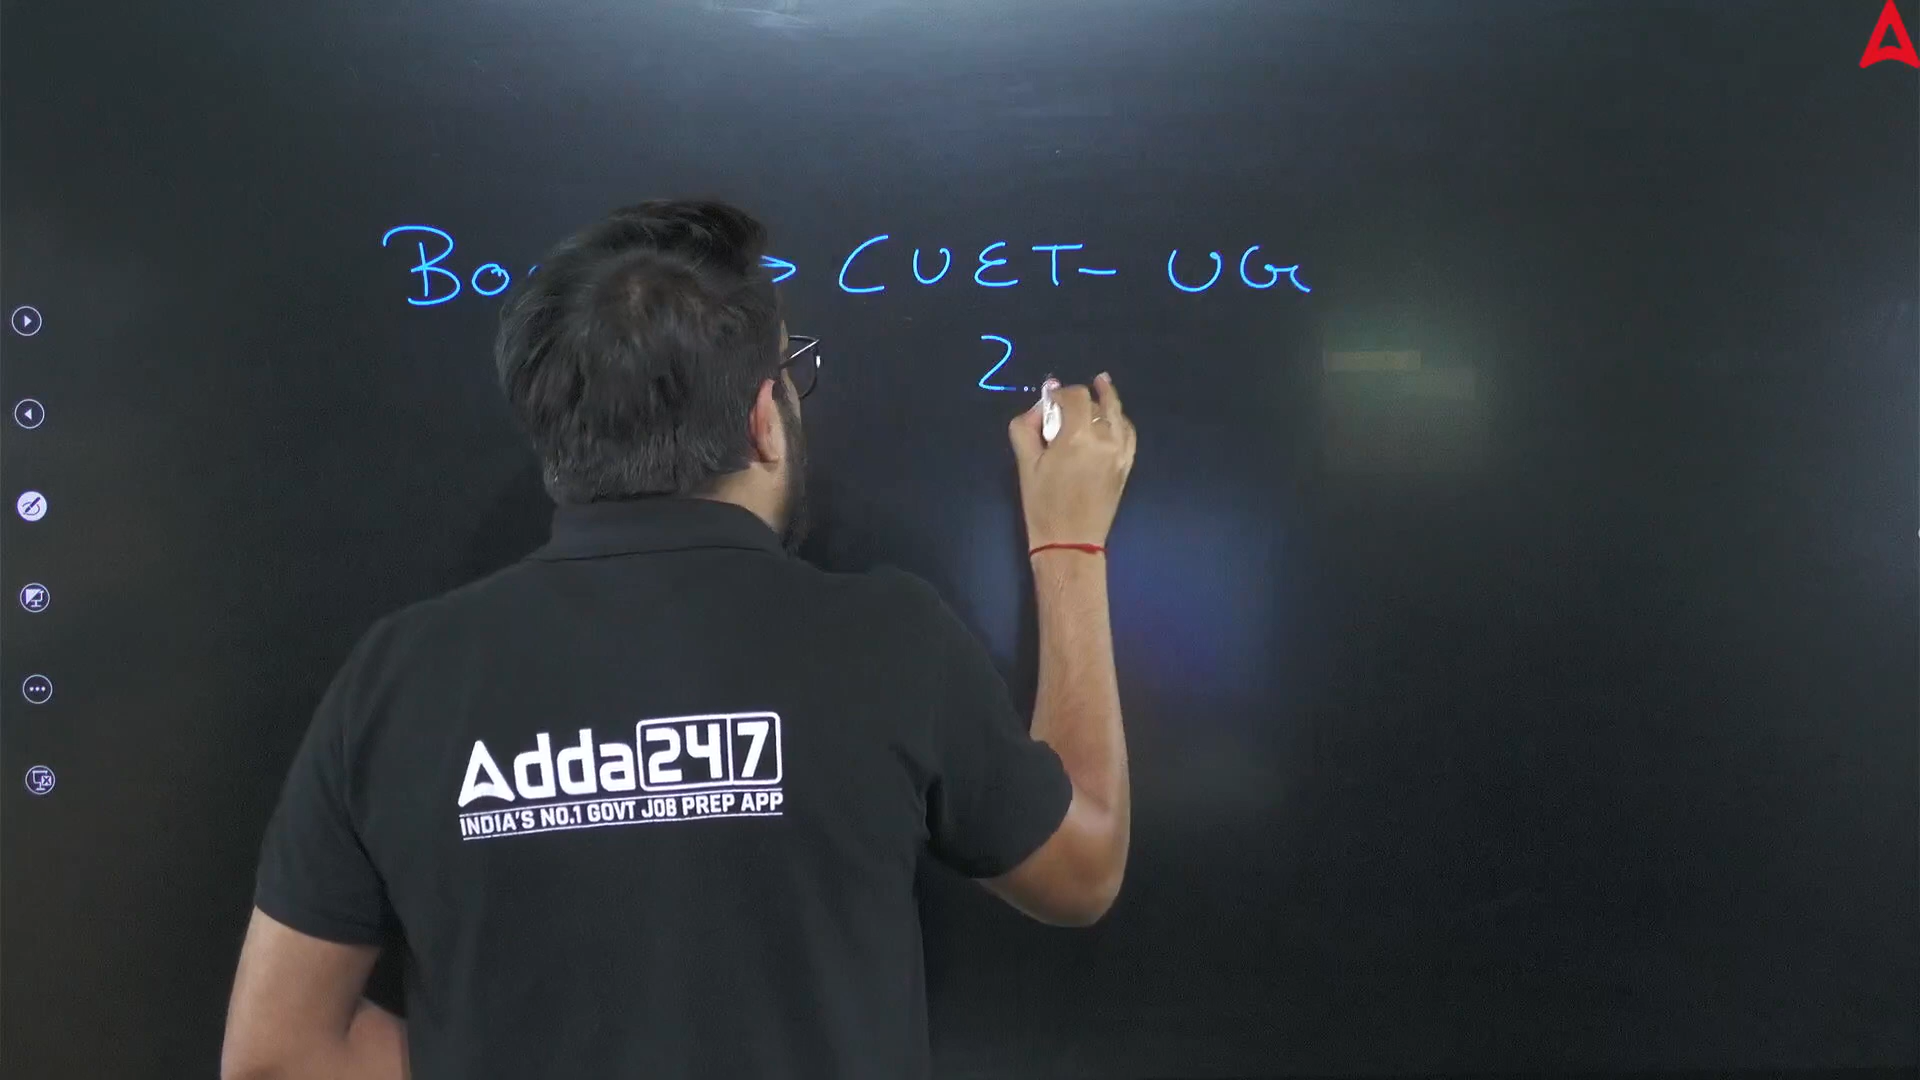 Bo → CUET- UG
2
Adda247
INDIA'S NO.1 GOVT JOB PREP APP